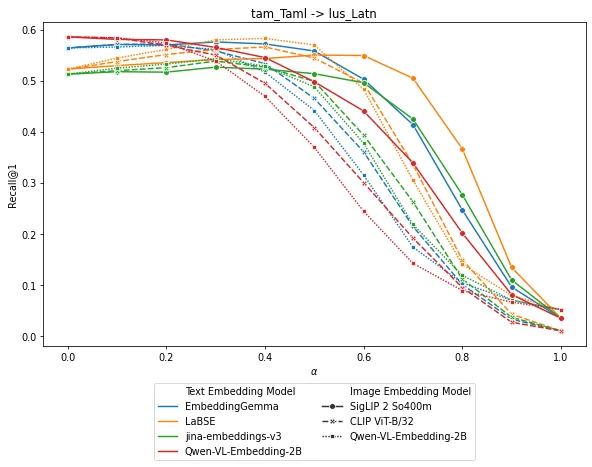 tam_Taml -> lus_Latn
Recall@1
0.6
0.5
0.4
0.3
0.2
0.1
0.0
0.0 0.2 0.4 0.6 0.8 1.0
α
Text Embedding Model
EmbeddingGemma
LaBSE
jina-embeddings-v3
Qwen-VL-Embedding-2B
Image Embedding Model
SigLIP 2 So400m
CLIP ViT-B/32
Qwen-VL-Embedding-2B